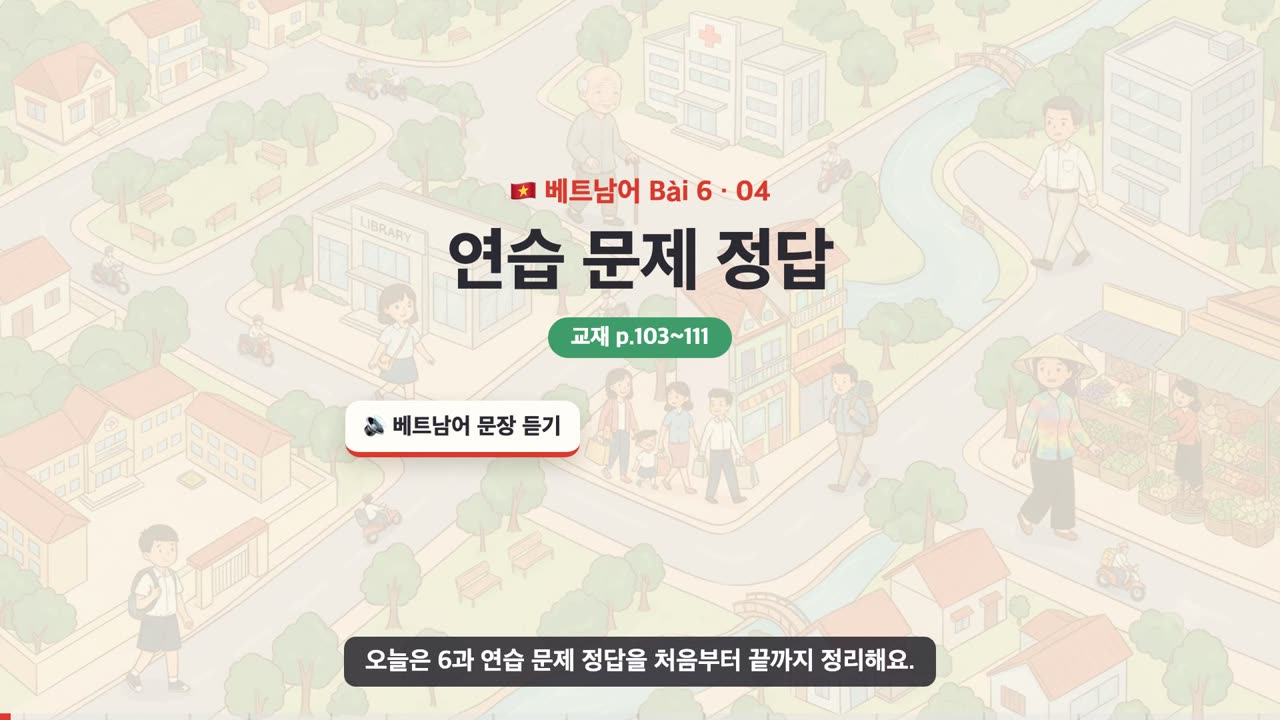 LIBRARY
🇻🇳 베트남어 Bài 6 · 04
연습 문제 정답
교재 p.103~111
🔊 베트남어 문장 듣기
오늘은 6과 연습 문제 정답을 처음부터 끝까지 정리해요.